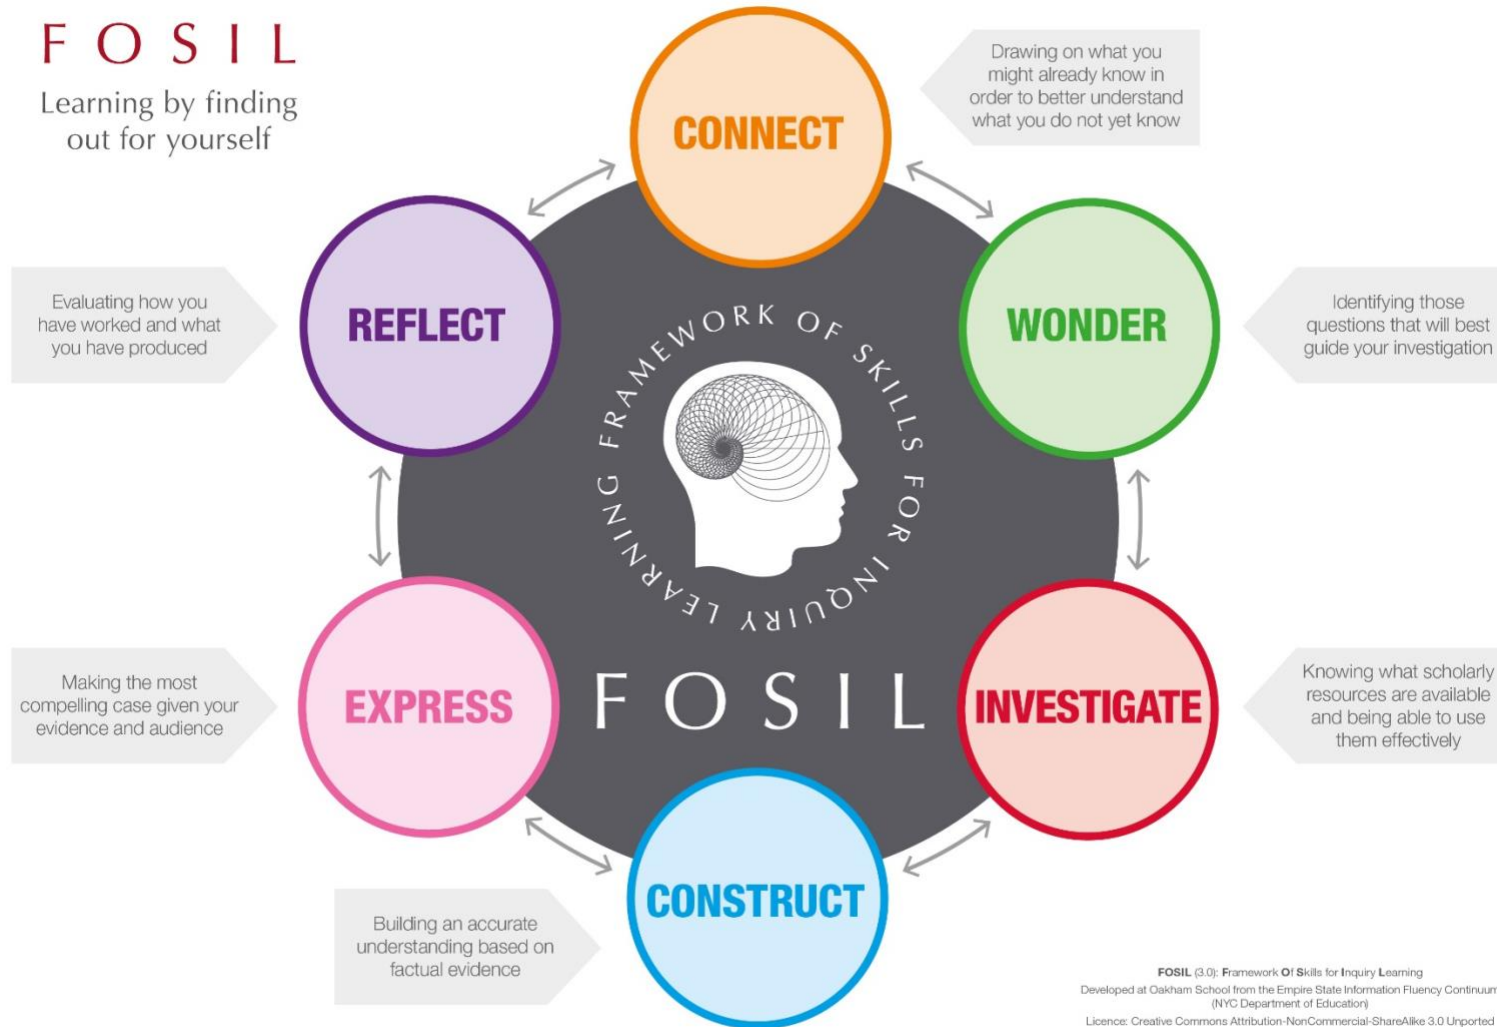 F O S I L
Learning by finding
out for yourself
CONNECT
Drawing on what you
might already know in
order to better understand
what you do not yet know
WONDER
Identifying those
questions that will best
guide your investigation
INVESTIGATE
Knowing what scholarly
resources are available
and being able to use
them effectively
CONSTRUCT
Building an accurate
understanding based on
factual evidence
EXPRESS
Making the most
compelling case given your
evidence and audience
REFLECT
Evaluating how you
have worked and what
you have produced
FRAMEWORK OF SKILLS FOR INQUIRY LEARNING
F O S I L
FOSIL (3.0): Framework Of Skills for Inquiry Learning
Developed at Oakham School from the Empire State Information Fluency Continuum
(NYC Department of Education)
Licence: Creative Commons Attribution-NonCommercial-ShareAlike 3.0 Unported